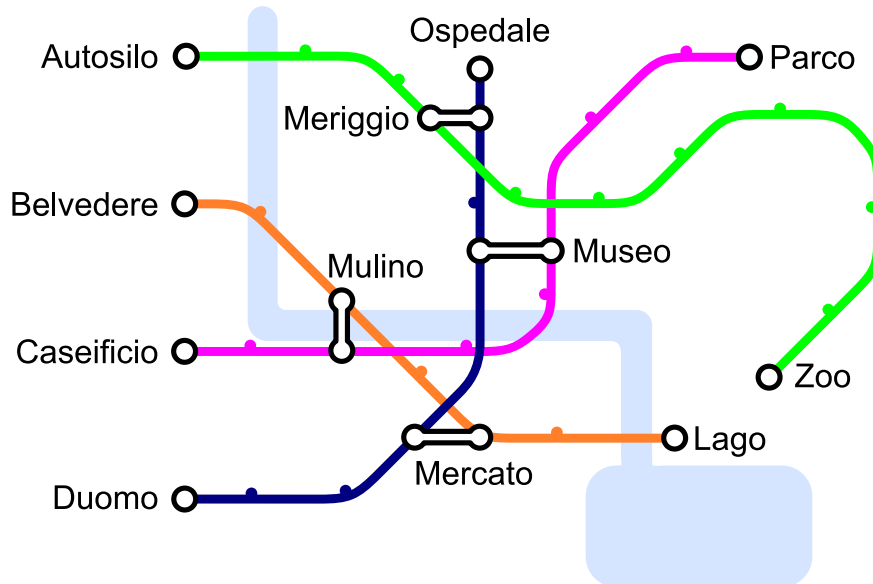 Ospedale
Autosilo
Parco
Meriggio
Belvedere
Museo
Mulino
Caseificio
Zoo
Lago
Mercato
Duomo